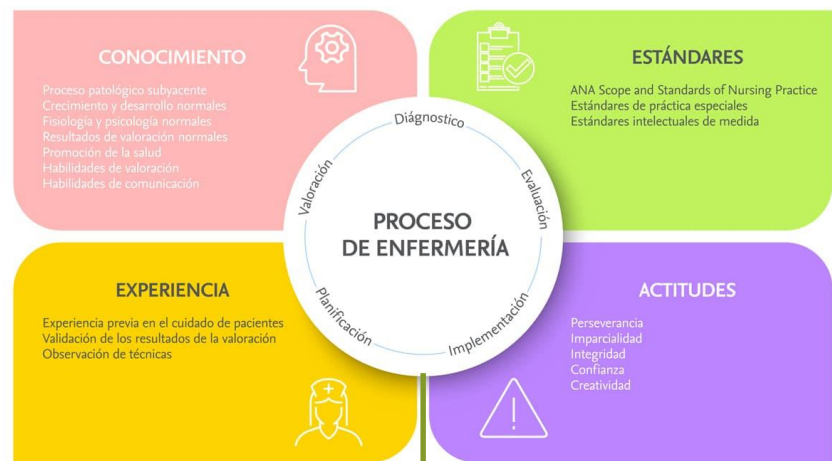 CONOCIMIENTO
Proceso patológico subyacente
Crecimiento y desarrollo normales
Fisiología y psicología normales
Resultados de valoración normales
Promoción de la salud
Habilidades de valoración
Habilidades de comunicación
ESTÁNDARES
ANA Scope and Standards of Nursing Practice
Estándares de práctica especiales
Estándares intelectuales de medida
Diágnostico
Valoración
Evaluación
PROCESO
DE ENFERMERÍA
Planificación
Implementación
EXPERIENCIA
Experiencia previa en el cuidado de pacientes
Validación de los resultados de la valoración
Observación de técnicas
ACTITUDES
Perseverancia
Imparcialidad
Integridad
Confianza
Creatividad